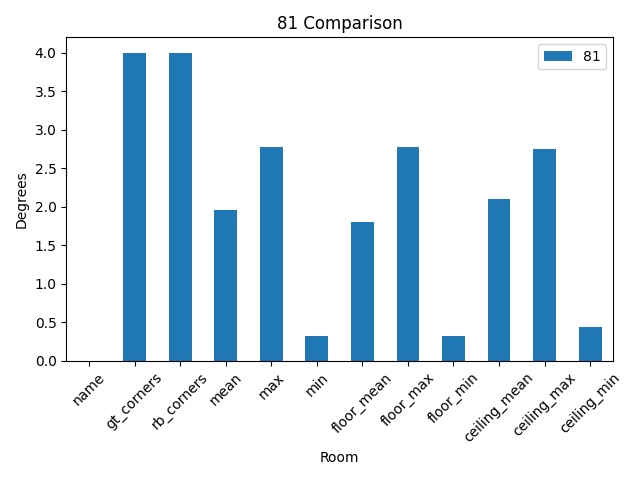 81 Comparison
81
Degrees
4.0
3.5
3.0
2.5
2.0
1.5
1.0
0.5
0.0
name
gt_corners
rb_corners
mean
max
min
floor_mean
floor_max
floor_min
ceiling_mean
ceiling_max
ceiling_min
Room